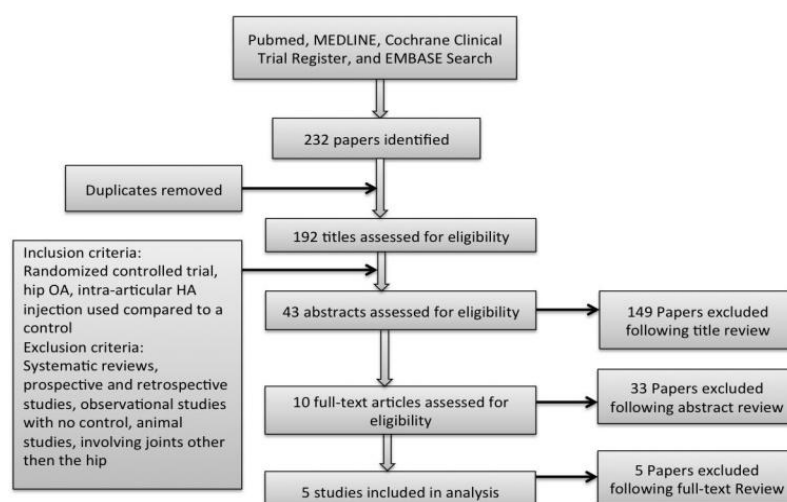 Pubmed, MEDLINE, Cochrane Clinical
Trial Register, and EMBASE Search
232 papers identified
Duplicates removed
192 titles assessed for eligibility
Inclusion criteria:
Randomized controlled trial,
hip OA, intra-articular HA
injection used compared to a
control
Exclusion criteria:
Systematic reviews,
prospective and retrospective
studies, observational studies
with no control, animal
studies, involving joints other
then the hip
43 abstracts assessed for eligibility
149 Papers excluded
following title review
10 full-text articles assessed for
eligibility
33 Papers excluded
following abstract review
5 studies included in analysis
5 Papers excluded
following full-text Review